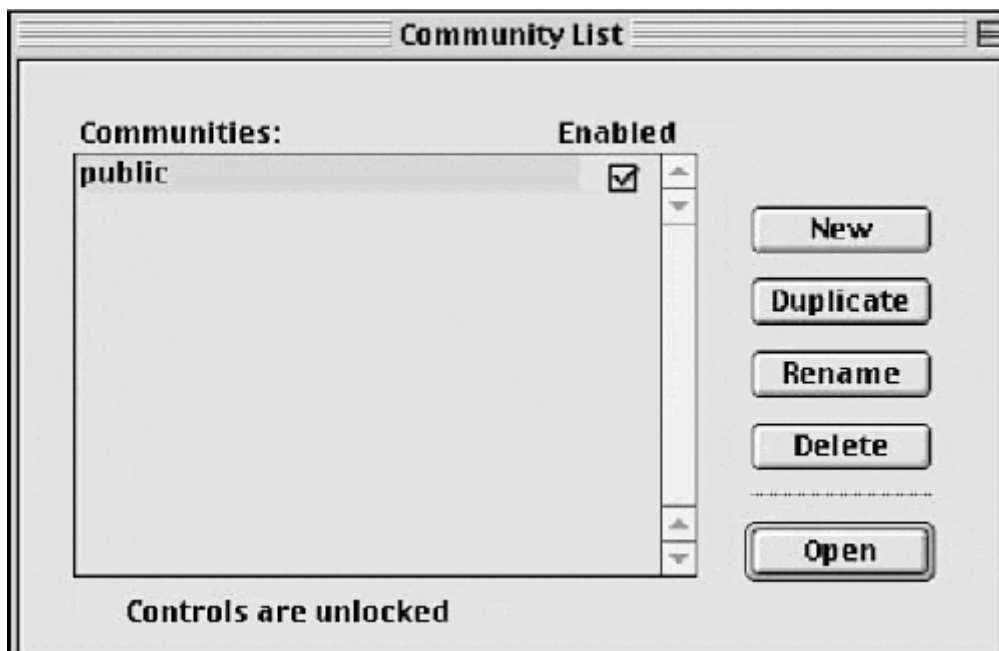 Community List
Communities:
Enabled
public
New
Duplicate
Rename
Delete
Open
Controls are unlocked